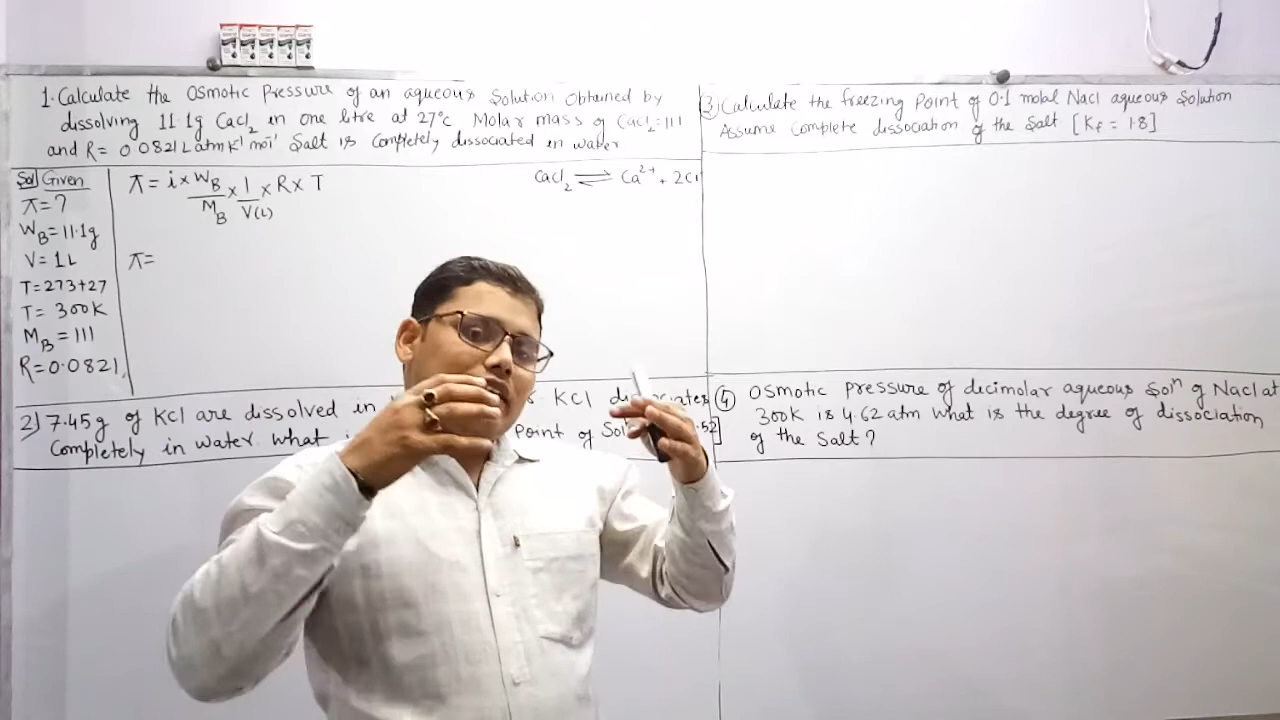 1. Calculate the Osmotic Pressure of an aqueous Solution Obtained by
dissolving 11.1g CaCl2 in one litre at 27°C Molar mass of CaCl2=111
and R= 0.0821 L atm K-1 mol-1 Salt is Completely dissociated in water
Sol Given
π=?
WB=11.1g
V=1L
T=273+27
T=300K
MB=111
R=0.0821
π = i × WB/MB × 1/V(L) × R × T
π=
CaCl2 ⇌ Ca2+ + 2Cl
2) 7.45g of KCl are dissolved in KCl
Completely in water what Point of Sol .52]
3) Calculate the freezing Point of 0.1 molal NaCl aqueous Solution
Assume Complete dissociation of the Salt [Kf = 1.8]
4 Osmotic pressure of decimolar aqueous Soln of NaCl at
300K is 4.62 atm what is the degree of dissociation
of the Salt?